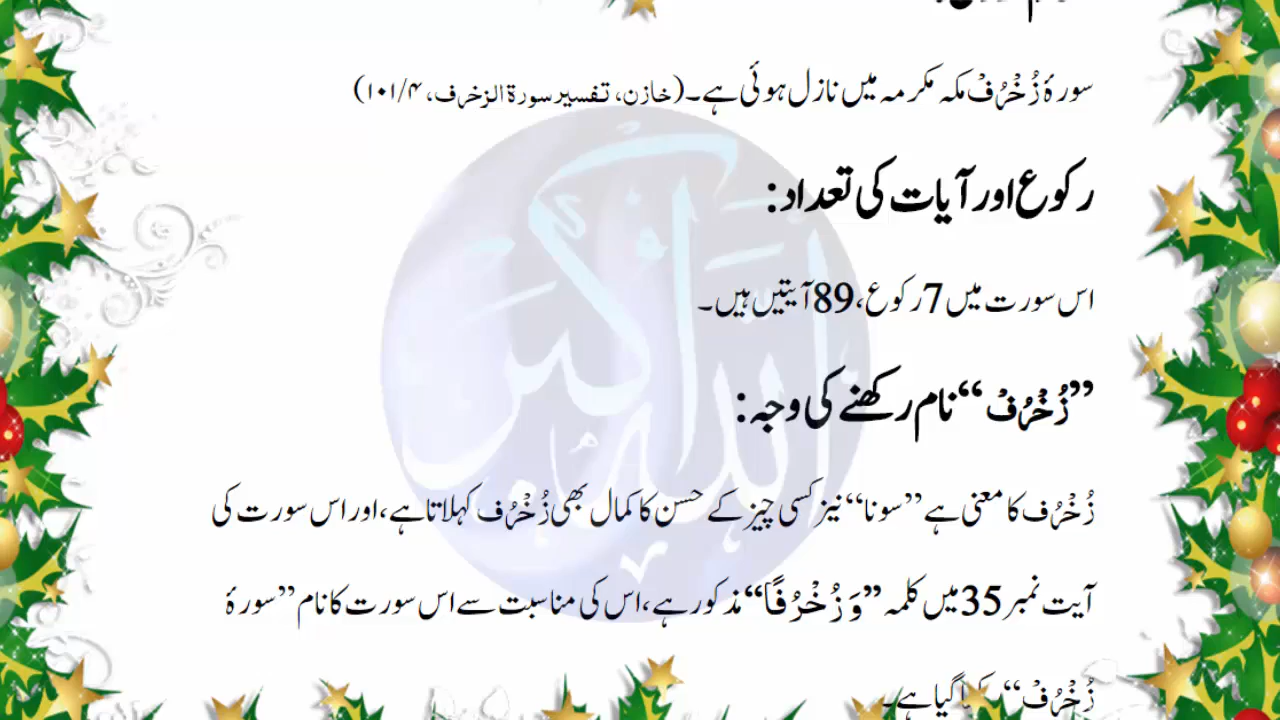 سورۂ زُخْرُفْ مکہ مکرمہ میں نازل ہوئی ہے۔(خازن، تفسیر سورۃ الزخرف، ۴/۱۰۱)
رکوع اور آیات کی تعداد:
اس سورت میں 7 رکوع، 89 آیتیں ہیں۔
”زُخْرُفْ“ نام رکھنے کی وجہ:
زُخْرُف کا معنی ہے ”سونا“ نیز کسی چیز کے حسن کا کمال بھی زُخْرُف کہلاتا ہے، اور اس سورت کی
آیت نمبر 35 میں کلمہ ”وَ زُخْرُفًا“ مذکور ہے، اس کی مناسبت سے اس سورت کا نام ”سورۂ
زُخْرُفْ“ رکھا گیا ہے۔
اللہ اکبر